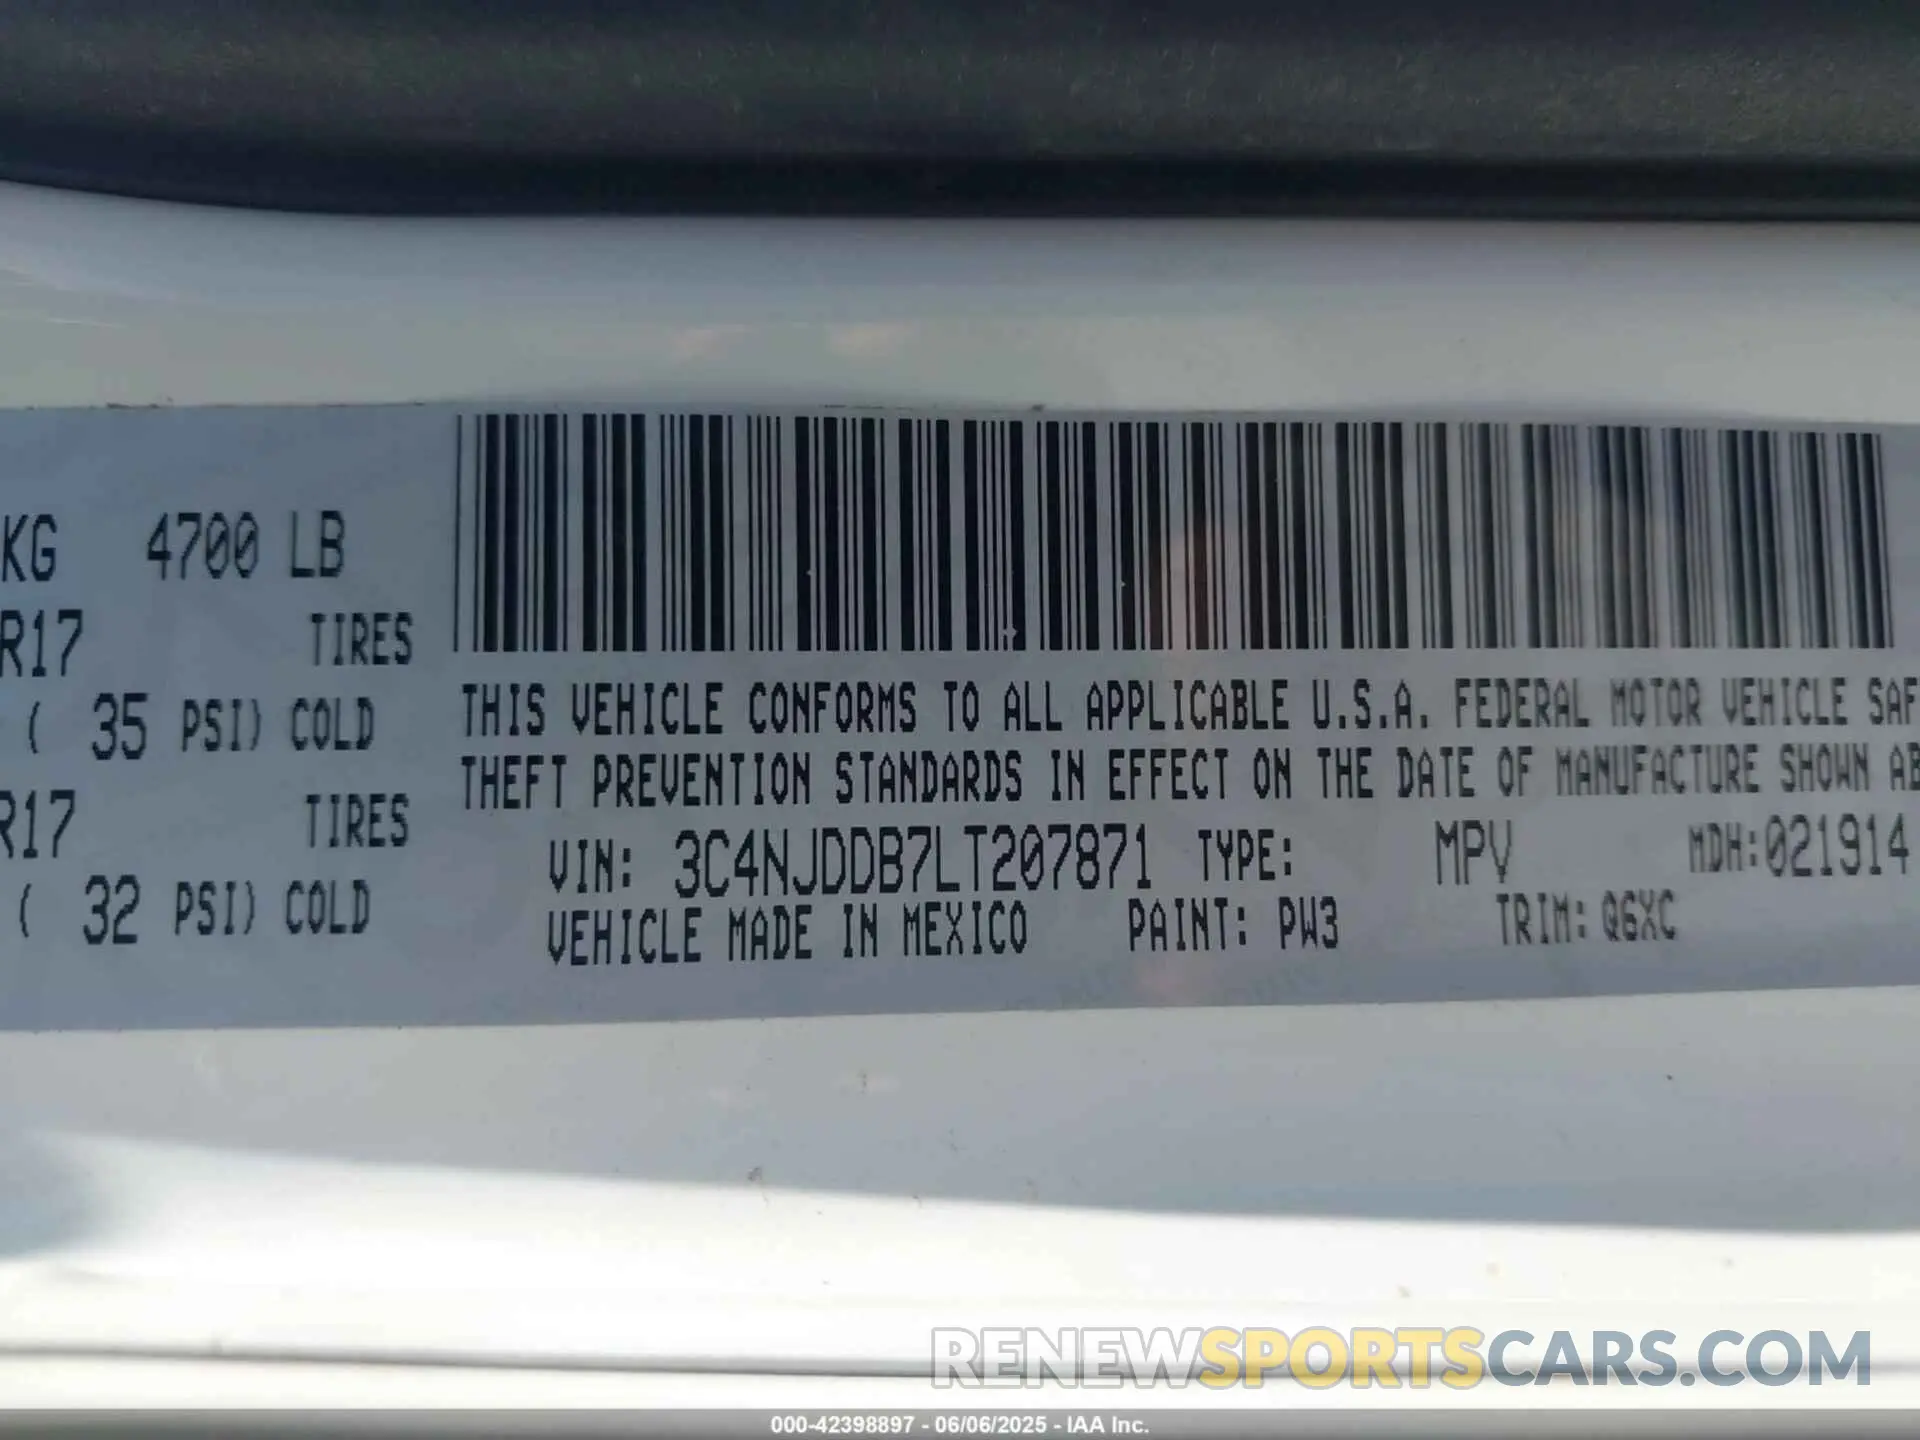 KG 4700 LB
R17 TIRES
( 35 PSI) COLD
R17 TIRES
( 32 PSI) COLD
THIS VEHICLE CONFORMS TO ALL APPLICABLE U.S.A. FEDERAL MOTOR VEHICLE SAF
THEFT PREVENTION STANDARDS IN EFFECT ON THE DATE OF MANUFACTURE SHOWN AB
VIN: 3C4NJDDB7LT207871 TYPE: MPV MDH:021914
VEHICLE MADE IN MEXICO PAINT: PW3 TRIM: Q6XC
RENEWSPORTSCARS.COM
000-42398897 - 06/06/2025 - IAA Inc.